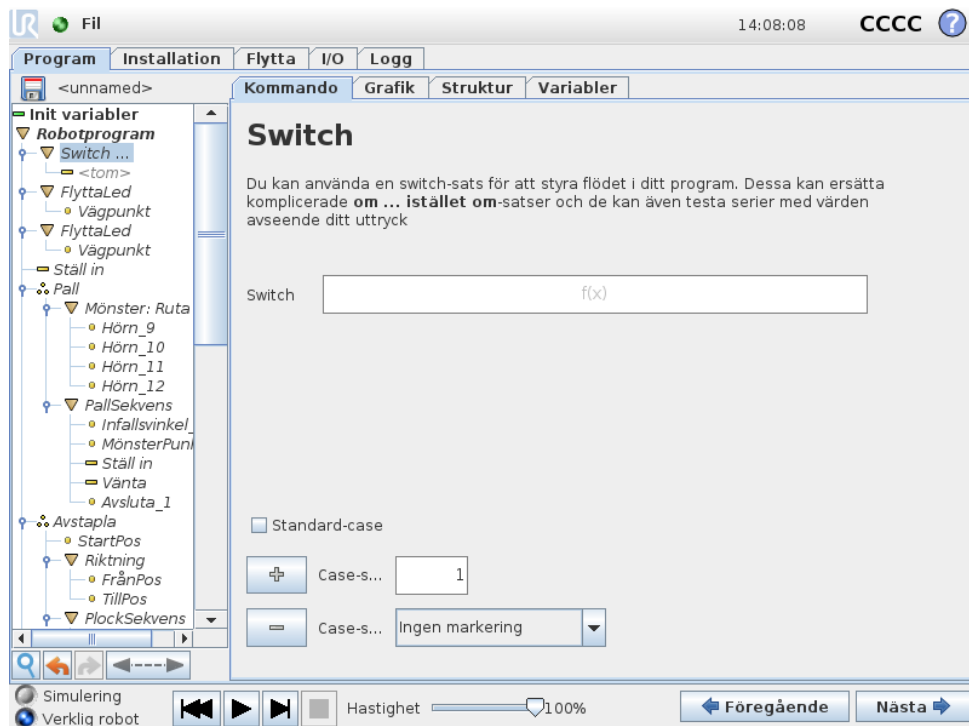 UR Fil 14:08:08 CCCC ?
Program Installation Flytta I/O Logg
<unnamed>
Kommando Grafik Struktur Variabler
Init variabler
Robotprogram
Switch ...
<tom>
FlyttaLed
Vägpunkt
FlyttaLed
Vägpunkt
Ställ in
Pall
Mönster: Ruta
Hörn_9
Hörn_10
Hörn_11
Hörn_12
PallSekvens
Infallsvinkel_
MönsterPunk
Ställ in
Vänta
Avsluta_1
Avstapla
StartPos
Riktning
FrånPos
TillPos
PlockSekvens
Switch
Du kan använda en switch-sats för att styra flödet i ditt program. Dessa kan ersätta
komplicerade om ... istället om-satser och de kan även testa serier med värden
avseende ditt uttryck
Switch f(x)
Standard-case
Case-s... 1
Case-s... Ingen markering
Simulering
Verklig robot
Hastighet 100%
Föregående
Nästa